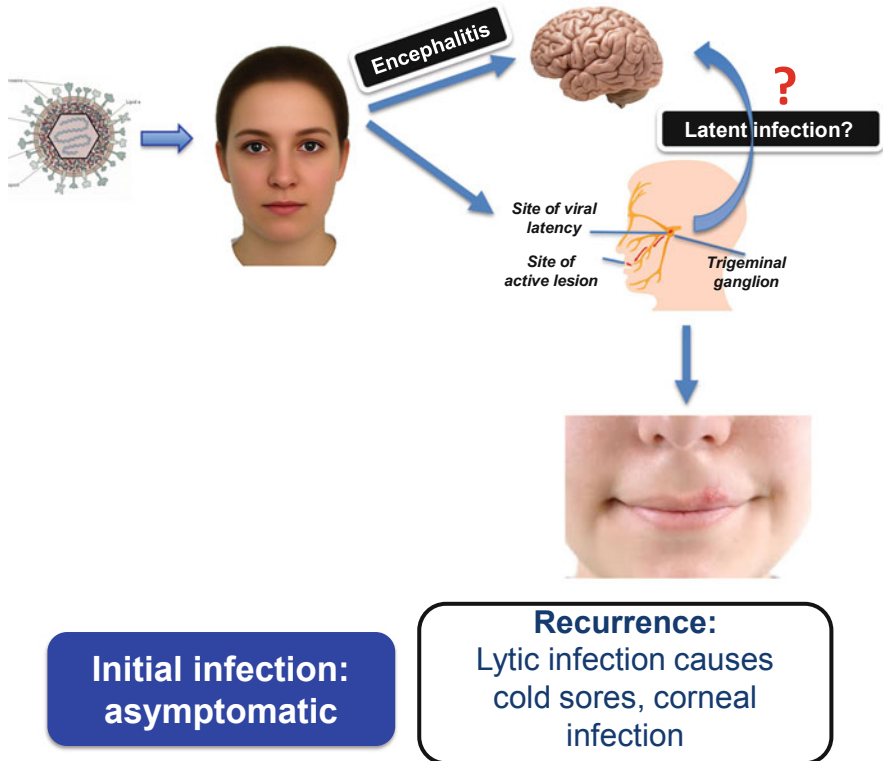 Encephalitis
?
Latent infection?
Site of viral
latency
Site of
active lesion
Trigeminal
ganglion
Initial infection:
asymptomatic
Recurrence:
Lytic infection causes
cold sores, corneal
infection